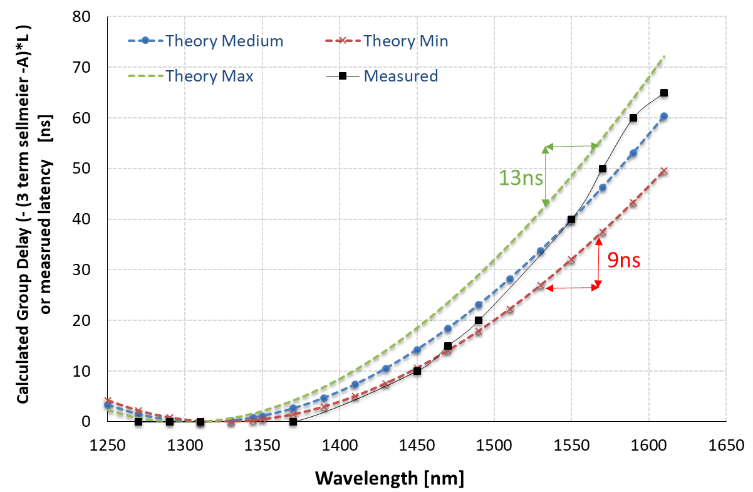 Calculated Group Delay (- (3 term sellmeier -A)*L )
or measrued latency [ns]
80
70
60
50
40
30
20
10
0
Theory Medium
Theory Min
Theory Max
Measured
13ns
9ns
1250 1300 1350 1400 1450 1500 1550 1600 1650
Wavelength [nm]